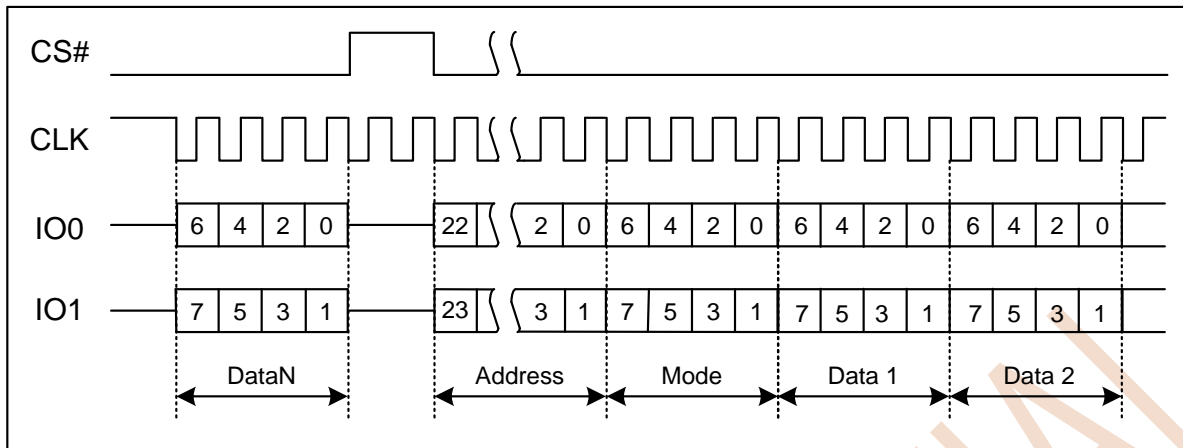 CS#
CLK
IO0 6 4 2 0 22 2 0 6 4 2 0 6 4 2 0 6 4 2 0
IO1 7 5 3 1 23 3 1 7 5 3 1 7 5 3 1 7 5 3 1
DataN Address Mode Data 1 Data 2